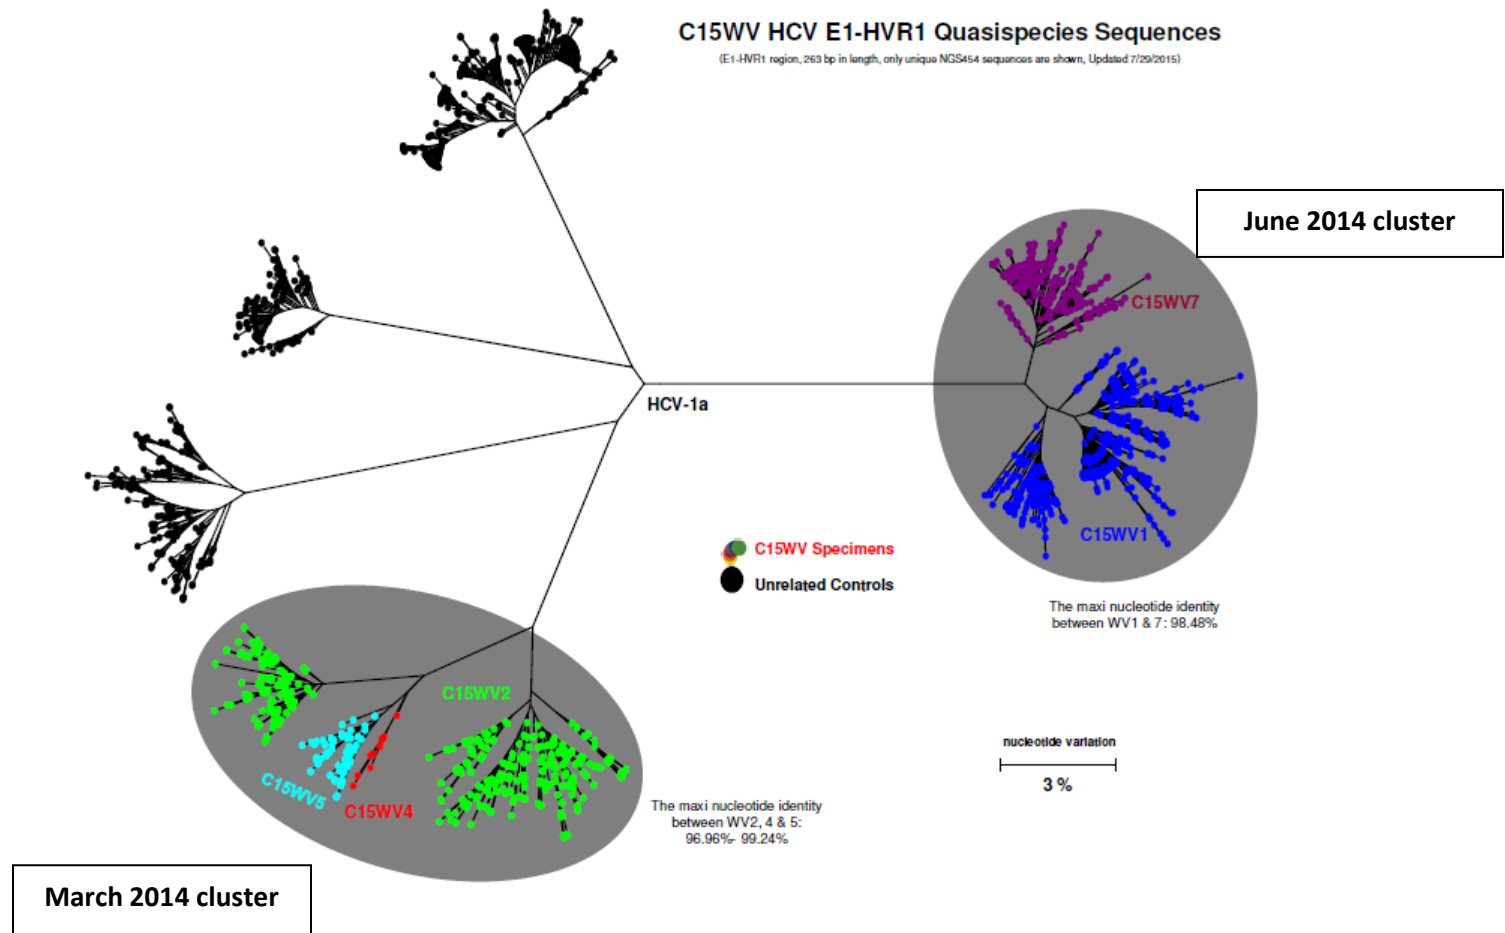 C15WV HCV E1-HVR1 Quasispecies Sequences
(E1-HVR1 region, 263 bp in length, only unique NGS454 sequences are shown, Updated 7/29/2015)
June 2014 cluster
C15WV7
HCV-1a
C15WV1
C15WV Specimens
Unrelated Controls
The maxi nucleotide identity
between WV1 & 7: 98.48%
C15WV2
C15WV5
C15WV4
nucleotide variation
3 %
The maxi nucleotide identity
between WV2, 4 & 5:
96.96%- 99.24%
March 2014 cluster